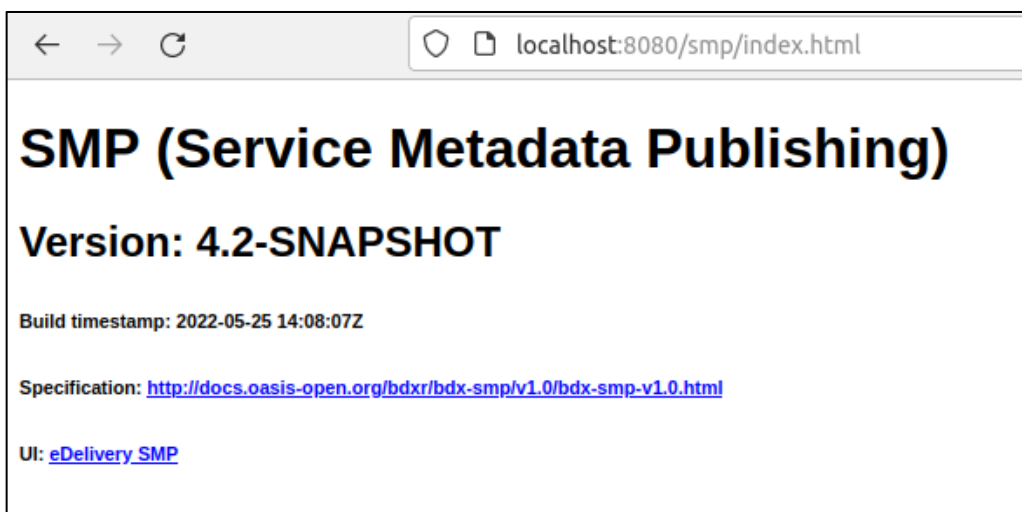 localhost:8080/smp/index.html
SMP (Service Metadata Publishing)
Version: 4.2-SNAPSHOT
Build timestamp: 2022-05-25 14:08:07Z
Specification: http://docs.oasis-open.org/bdxr/bdx-smp/v1.0/bdx-smp-v1.0.html
UI: eDelivery SMP